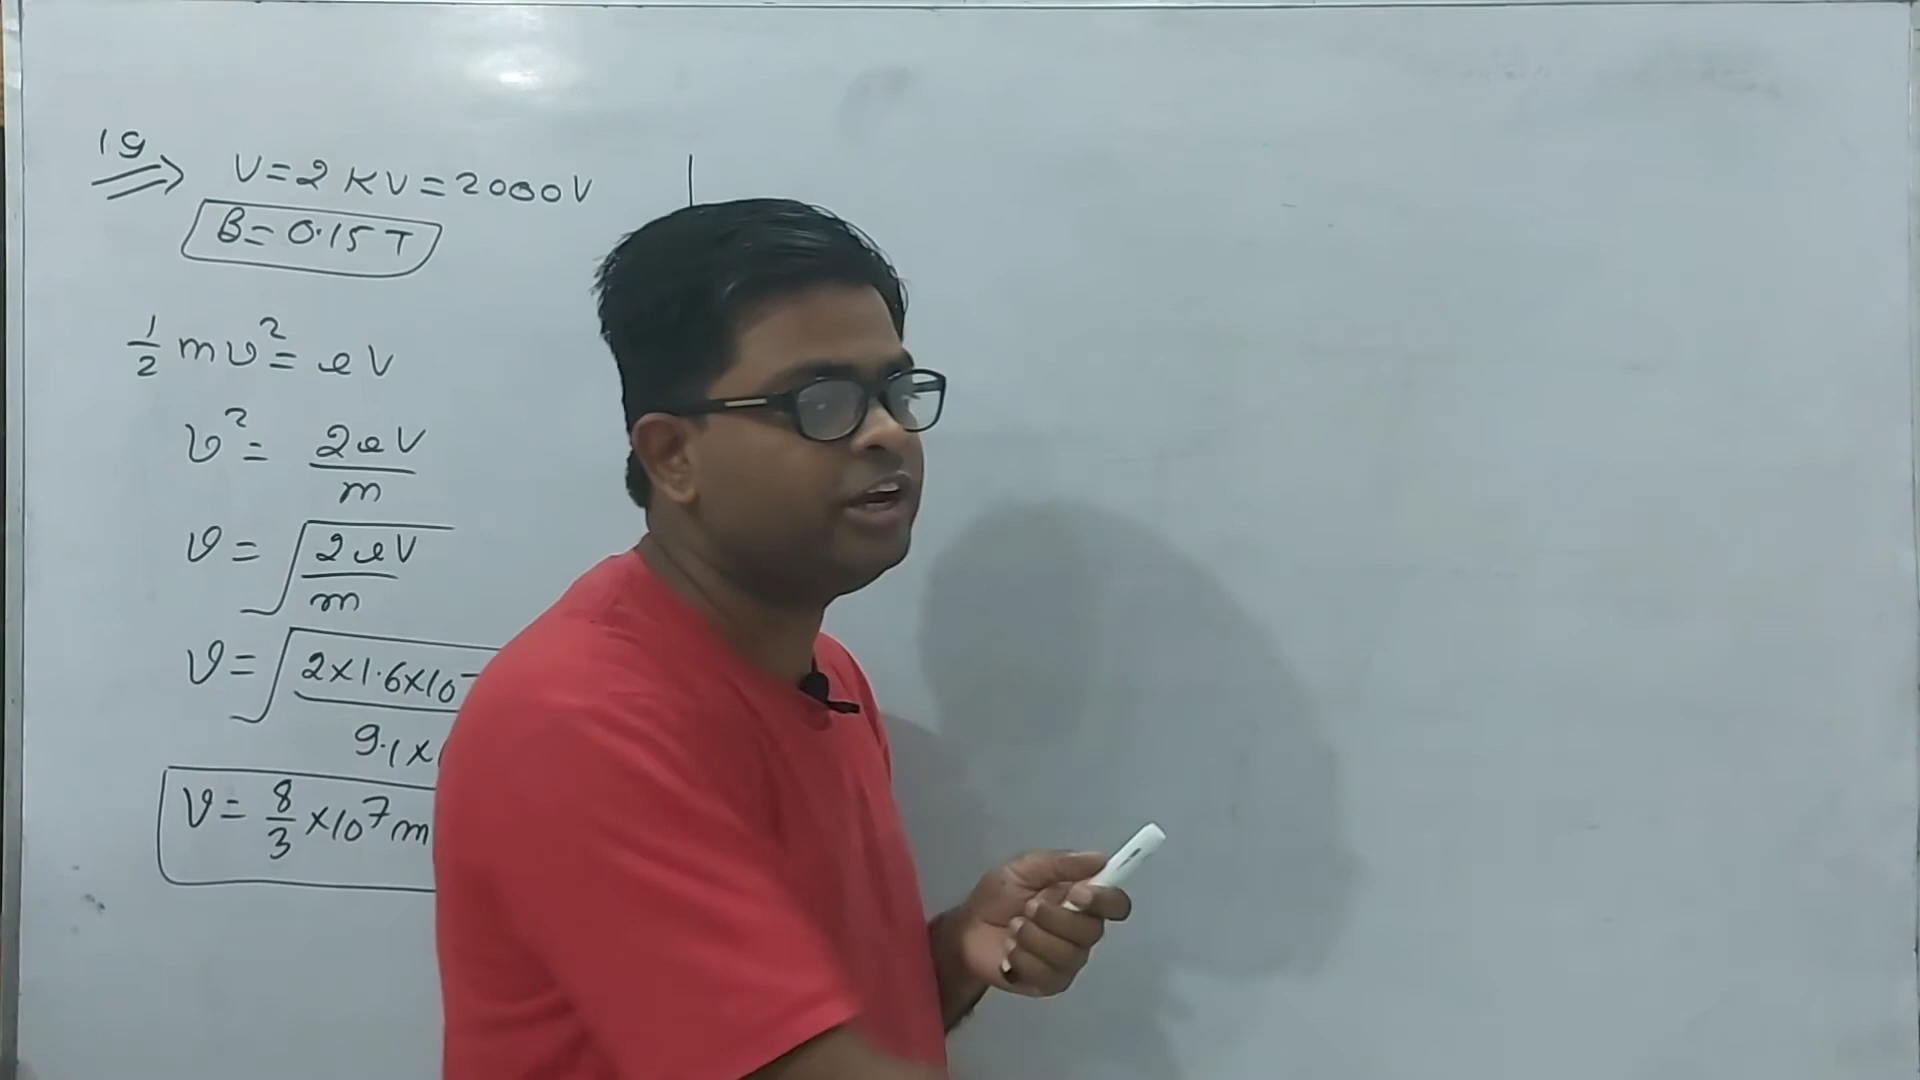 19
V = 2 KV = 2000 V
B = 0.15 T
1/2 mv² = eV
v² = 2eV/m
v = √(2eV/m)
v = √(2×1.6×10⁻ / 9.1×
v = 8/3 × 10⁷ m